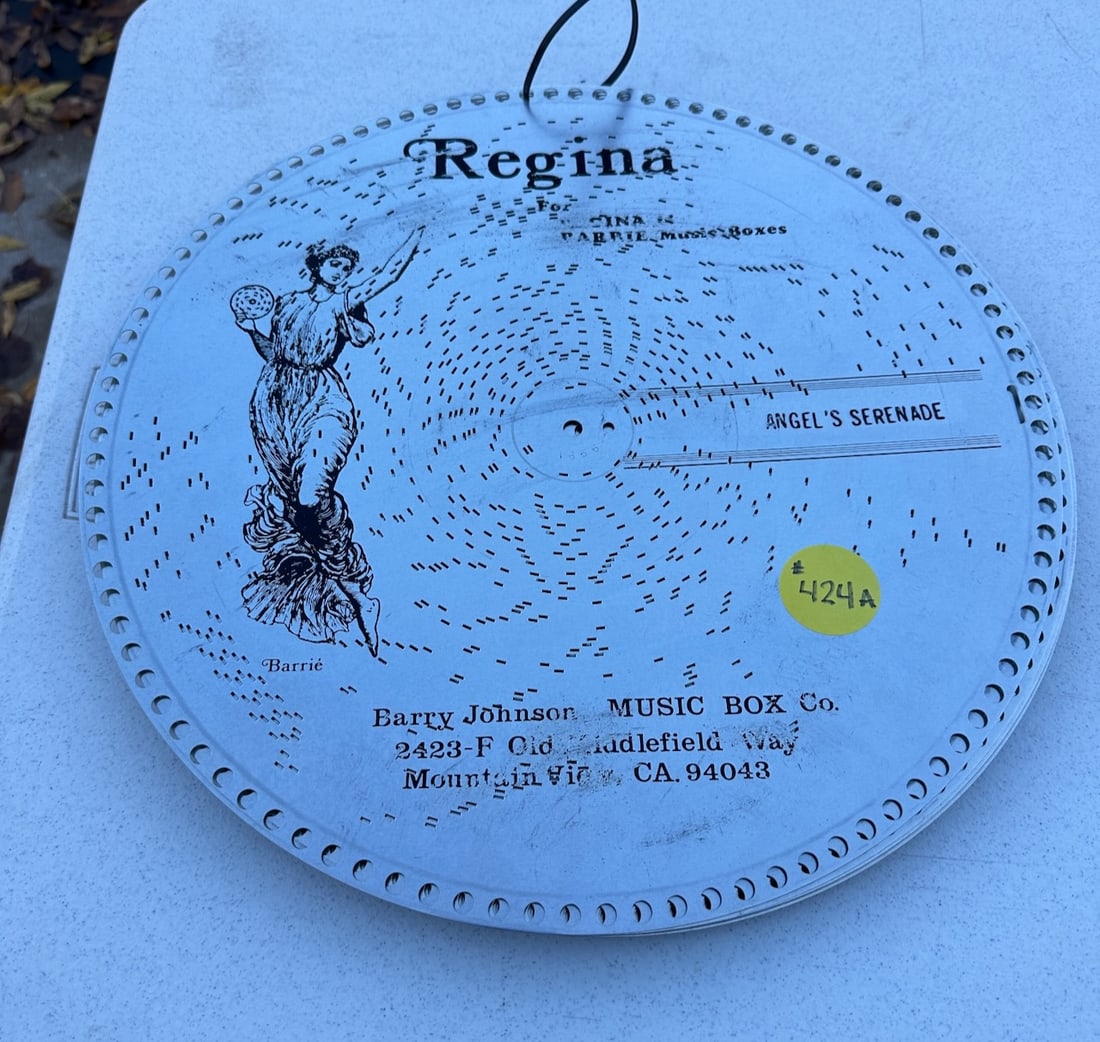 Regina
For
PARRIE Music Boxes
ANGEL'S SERENADE
# 424A
Barrié
Barry Johnson MUSIC BOX Co.
2423-F Old Way
Mountain CA. 94043